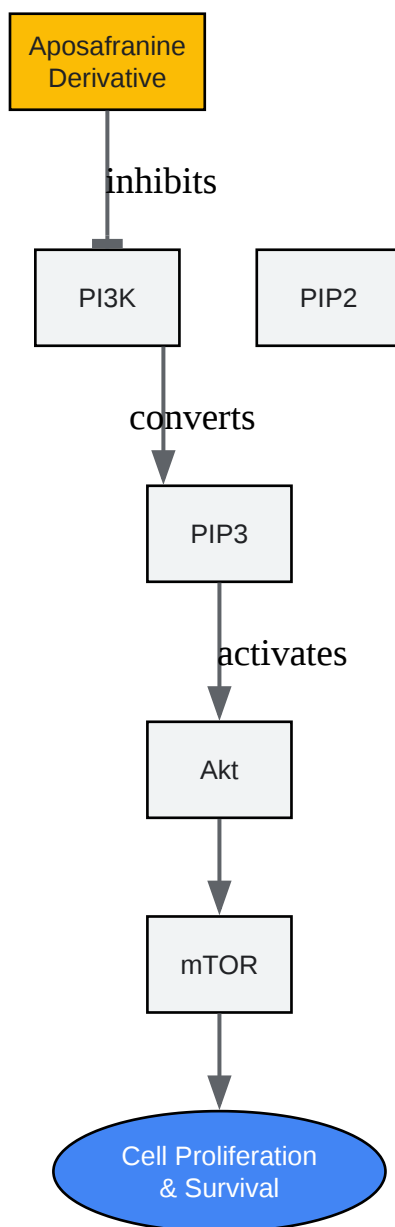 Aposafranine
Derivative
inhibits
PI3K
PIP2
converts
PIP3
activates
Akt
mTOR
Cell Proliferation
& Survival